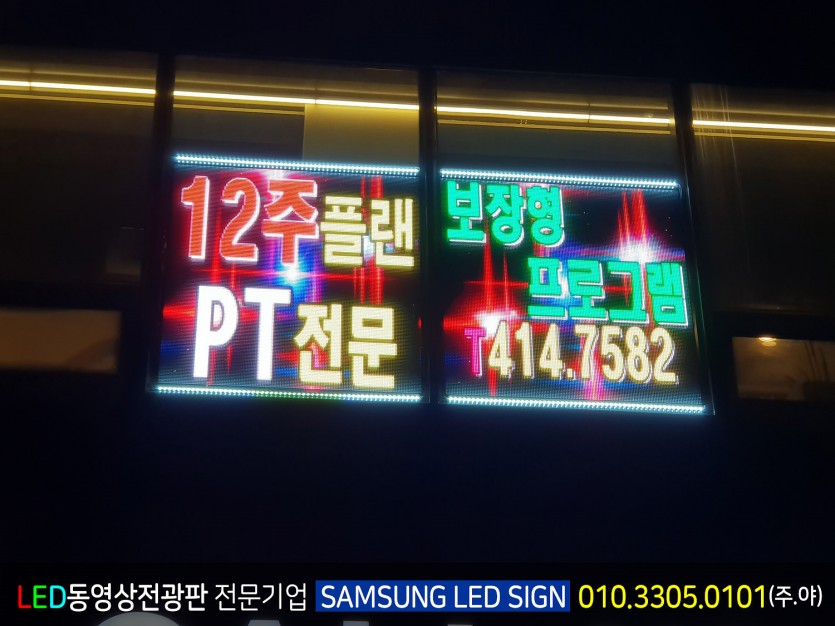 12주플랜
PT전문
보장형
프로그램
T414.7582
LED동영상전광판 전문기업 SAMSUNG LED SIGN 010.3305.0101(주.야)